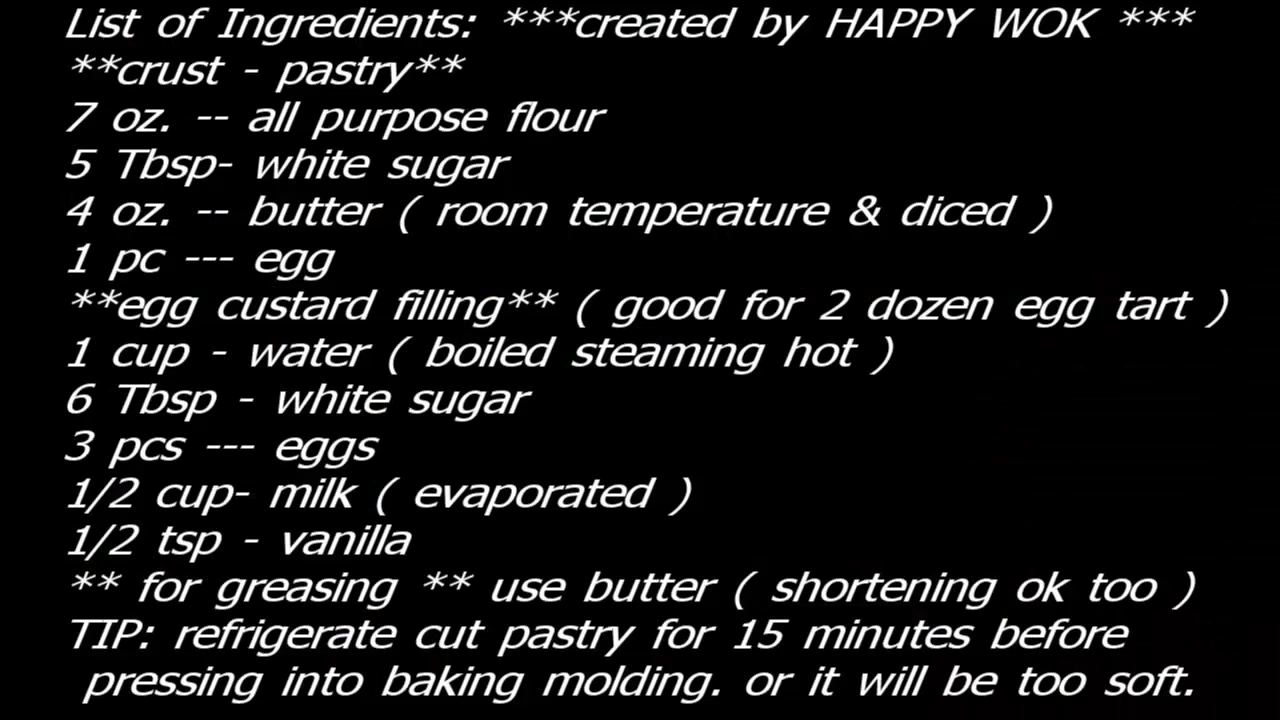 List of Ingredients: ***created by HAPPY WOK ***
**crust - pastry**
7 oz. -- all purpose flour
5 Tbsp- white sugar
4 oz. -- butter ( room temperature & diced )
1 pc --- egg
**egg custard filling** ( good for 2 dozen egg tart )
1 cup - water ( boiled steaming hot )
6 Tbsp - white sugar
3 pcs --- eggs
1/2 cup- milk ( evaporated )
1/2 tsp - vanilla
** for greasing ** use butter ( shortening ok too )
TIP: refrigerate cut pastry for 15 minutes before
pressing into baking molding. or it will be too soft.